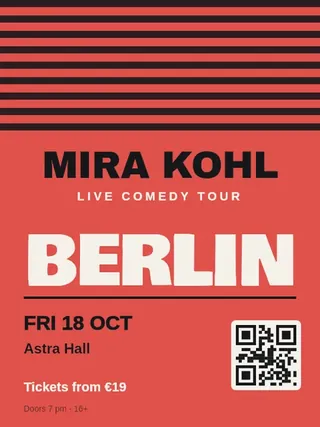 MIRA KOHL
LIVE COMEDY TOUR
BERLIN
FRI 18 OCT
Astra Hall
Tickets from €19
Doors 7 pm · 16+